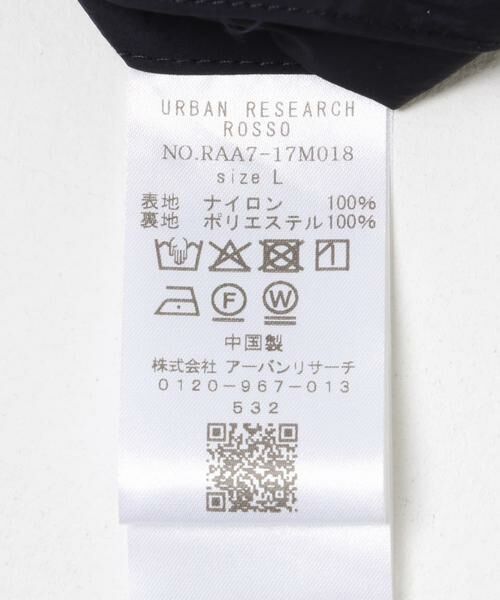 URBAN RESEARCH
ROSSO
NO.RAA7-17M018
size L
表地 ナイロン 100%
裏地 ポリエステル100%
F W
中国製
株式会社 アーバンリサーチ
0120-967-013
532